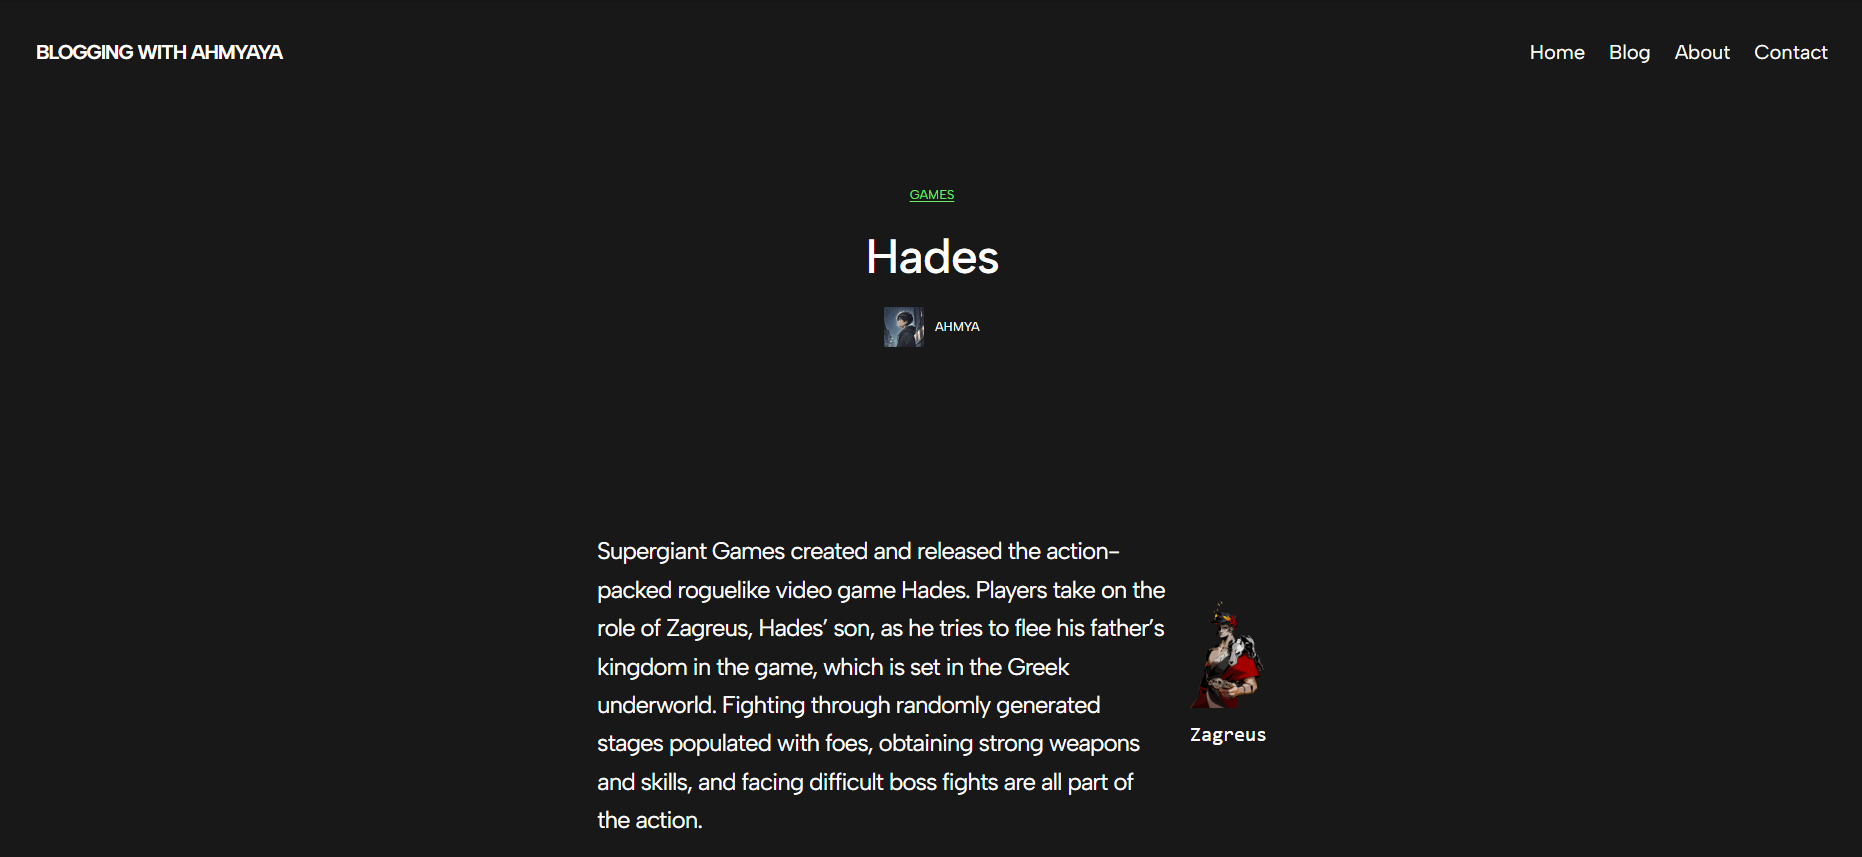 BLOGGING WITH AHMYAYA
Home Blog About Contact
GAMES
Hades
AHMYA
Supergiant Games created and released the action-
packed roguelike video game Hades. Players take on the
role of Zagreus, Hades’ son, as he tries to flee his father’s
kingdom in the game, which is set in the Greek
underworld. Fighting through randomly generated
stages populated with foes, obtaining strong weapons
and skills, and facing difficult boss fights are all part of
the action.
Zagreus